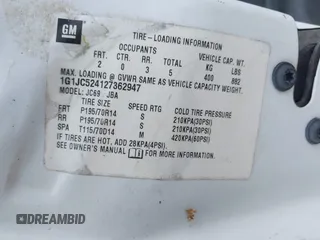 GM
TIRE - LOADING INFORMATION
OCCUPANTS VEHICLE CAP. WT.
FRT. CTR. RR. TOTAL KG LBS
2 0 3 5 400 882
MAX. LOADING @ GVWR SAME AS VEHICLE CAPACITY WEIGHT.
1G1JC524127362947
MODEL: JC69 JBA
TIRE SIZE SPEED RTG COLD TIRE PRESSURE
FRT P195/70R14 S 210KPA(30PSI)
RR P195/70R14 S 210KPA(30PSI)
SPA T115/70D14 M 420KPA(60PSI)
IF TIRES ARE HOT, ADD 28KPA(4PSI).
SEE OWNER'S MANUAL FOR ADDITIONAL INFORMATION
DREAMBID